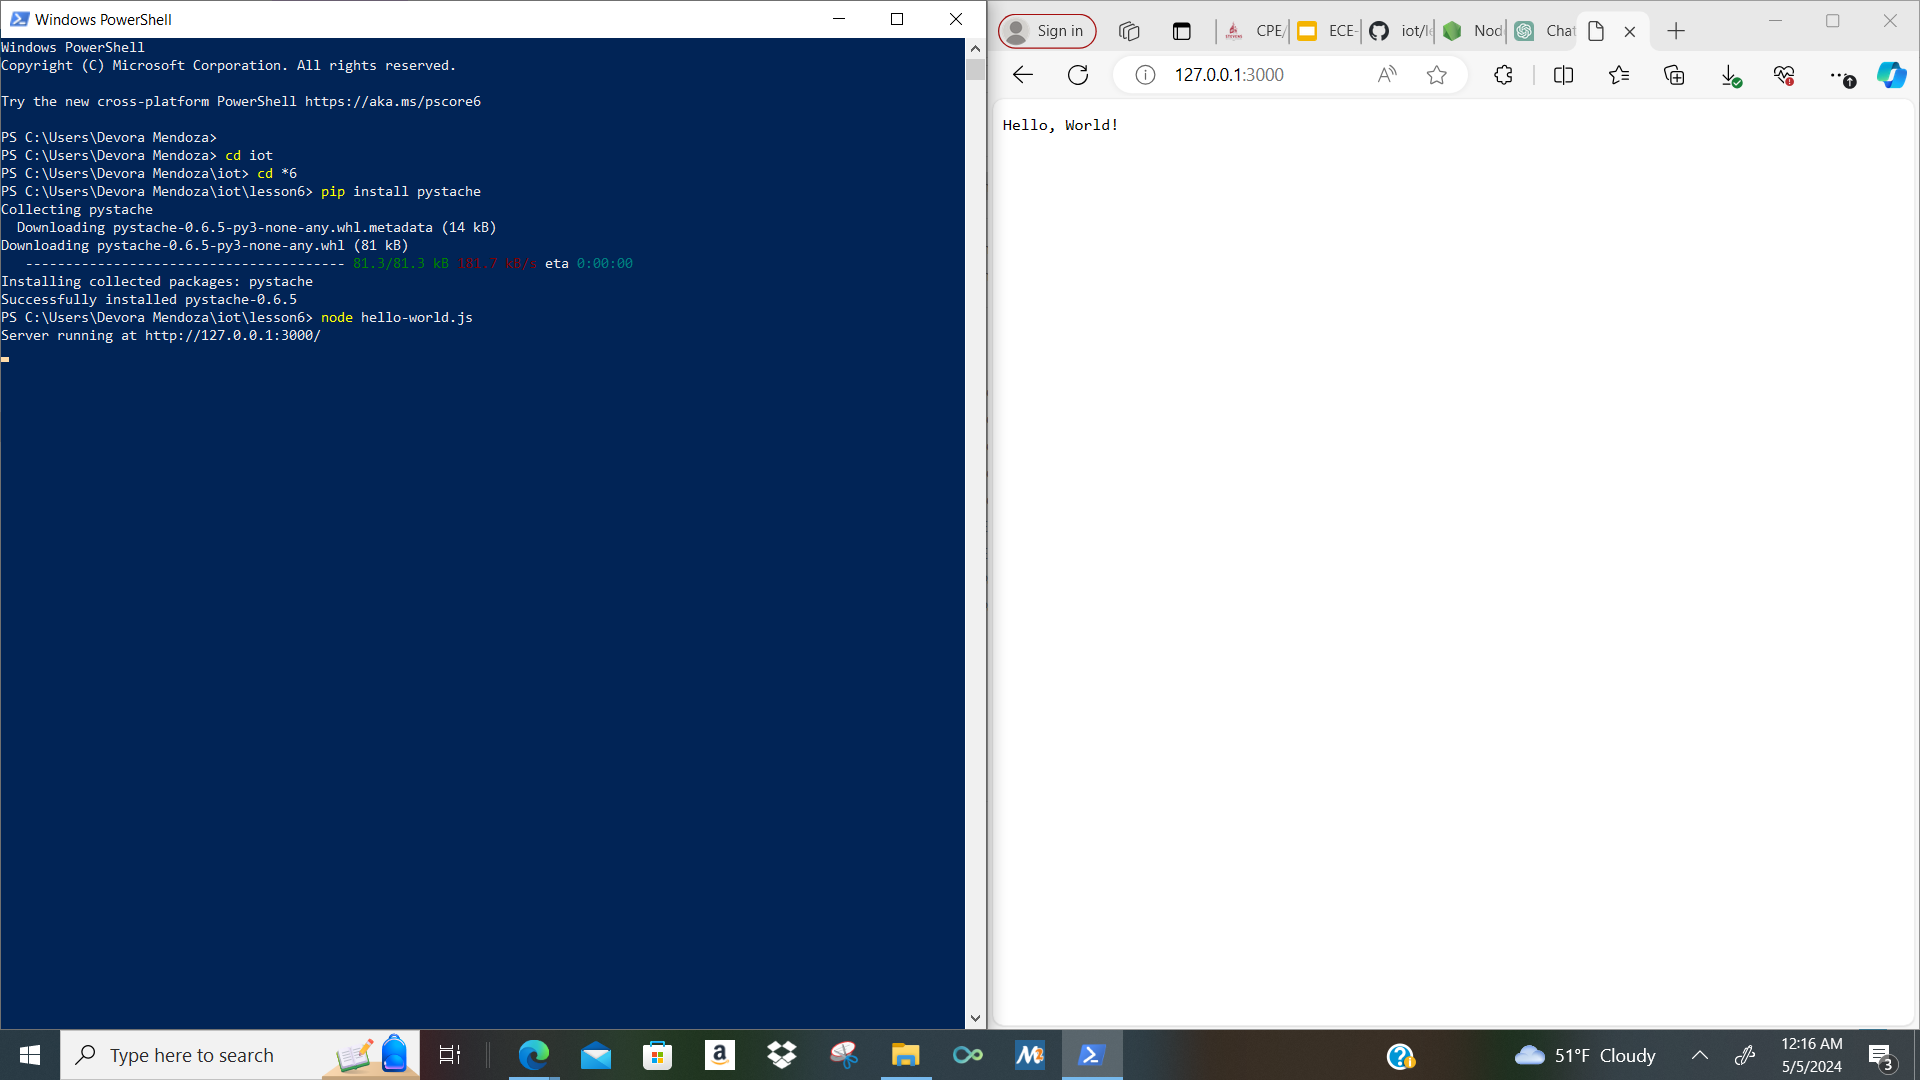 Windows PowerShell
Windows PowerShell
Copyright (C) Microsoft Corporation. All rights reserved.
Try the new cross-platform PowerShell https://aka.ms/pscore6
PS C:\Users\Devora Mendoza>
PS C:\Users\Devora Mendoza> cd iot
PS C:\Users\Devora Mendoza\iot> cd *6
PS C:\Users\Devora Mendoza\iot\lesson6> pip install pystache
Collecting pystache
  Downloading pystache-0.6.5-py3-none-any.whl.metadata (14 kB)
Downloading pystache-0.6.5-py3-none-any.whl (81 kB)
   ---------------------------------------- 81.3/81.3 kB 181.7 kB/s eta 0:00:00
Installing collected packages: pystache
Successfully installed pystache-0.6.5
PS C:\Users\Devora Mendoza\iot\lesson6> node hello-world.js
Server running at http://127.0.0.1:3000/
Sign in
CPE/
ECE-
iot/le
Nod
Chat
127.0.0.1:3000
Hello, World!
Type here to search
51°F Cloudy
12:16 AM
5/5/2024
3